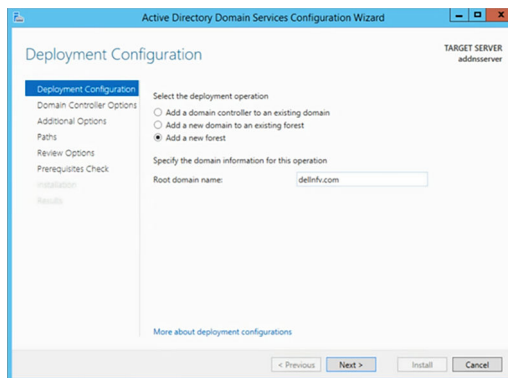 Active Directory Domain Services Configuration Wizard
Deployment Configuration
TARGET SERVER
addnsserver
Deployment Configuration
Domain Controller Options
Additional Options
Paths
Review Options
Prerequisites Check
Installation
Results
Select the deployment operation
Add a domain controller to an existing domain
Add a new domain to an existing forest
Add a new forest
Specify the domain information for this operation
Root domain name:
dellnfv.com
More about deployment configurations
< Previous
Next >
Install
Cancel